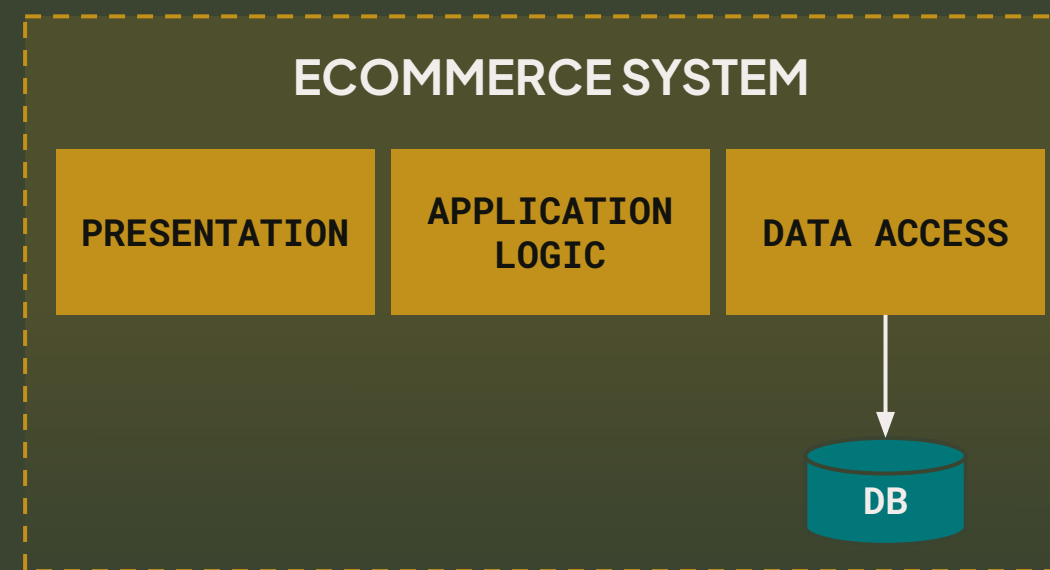 ECOMMERCE SYSTEM
PRESENTATION
APPLICATION
LOGIC
DATA ACCESS
DB